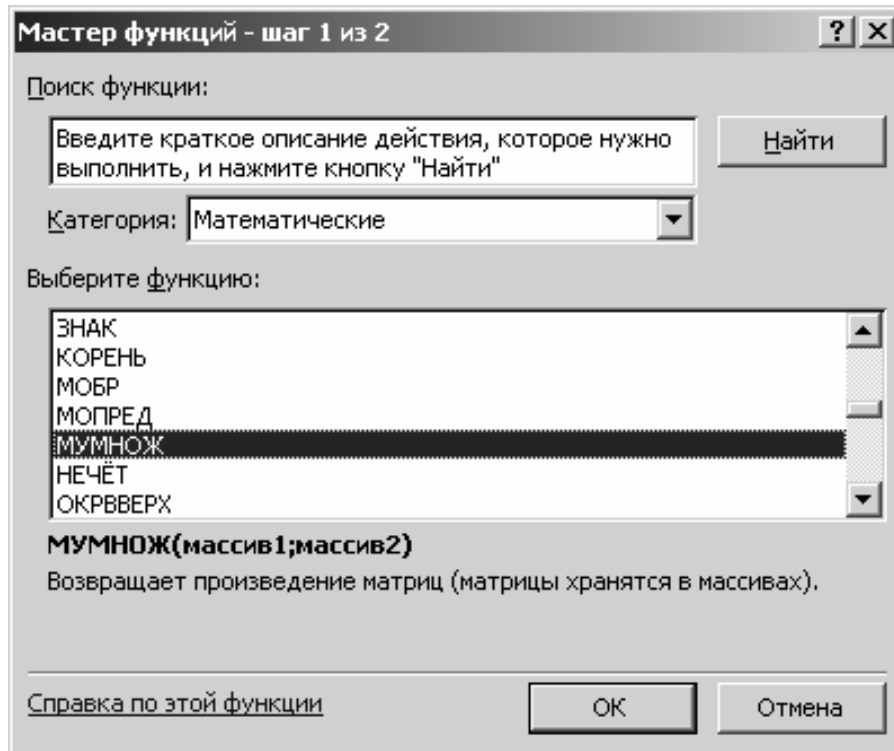 Мастер функций - шаг 1 из 2
Поиск функции:
Введите краткое описание действия, которое нужно
выполнить, и нажмите кнопку "Найти"
Найти
Категория: Математические
Выберите функцию:
ЗНАК
КОРЕНЬ
МОБР
МОПРЕД
МУМНОЖ
НЕЧЁТ
ОКРВВЕРХ
МУМНОЖ(массив1;массив2)
Возвращает произведение матриц (матрицы хранятся в массивах).
Справка по этой функции
ОК
Отмена